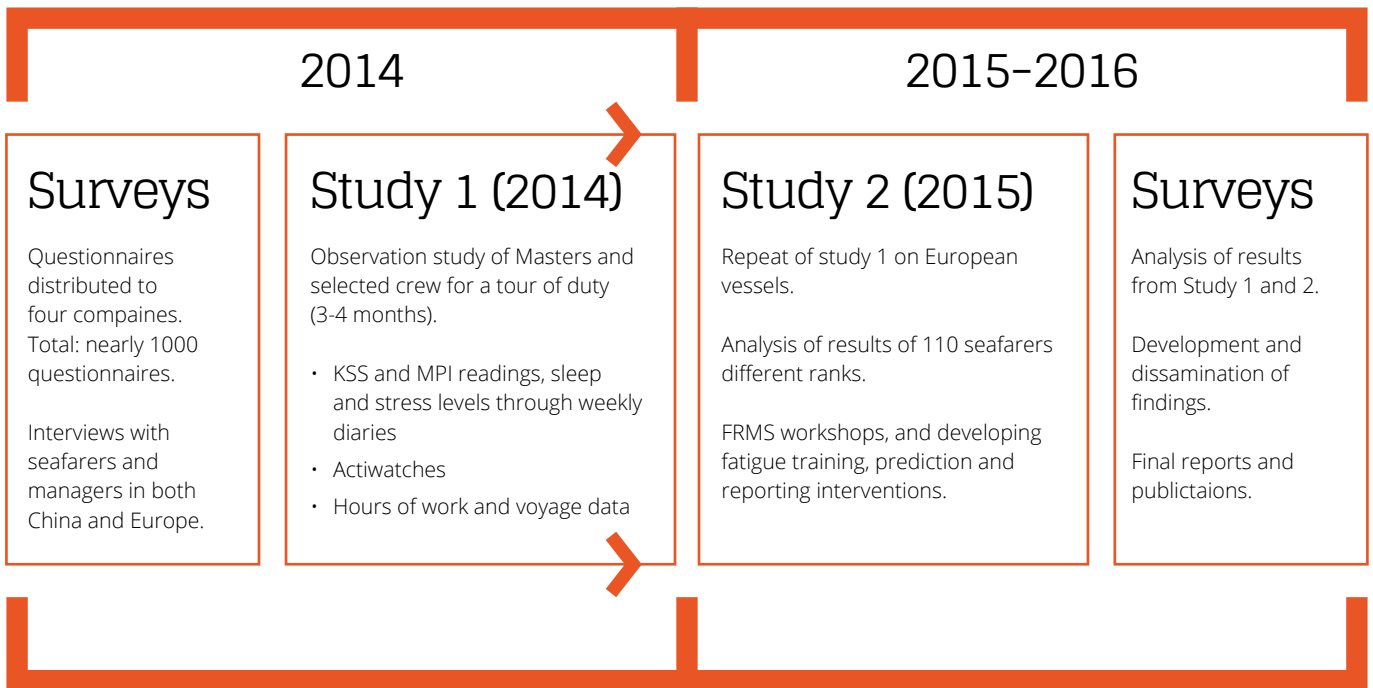 2014
2015–2016
Surveys
Questionnaires
distributed to
four compaines.
Total: nearly 1000
questionnaires.
Interviews with
seafarers and
managers in both
China and Europe.
Study 1 (2014)
Observation study of Masters and
selected crew for a tour of duty
(3-4 months).
• KSS and MPI readings, sleep
and stress levels through weekly
diaries
• Actiwatches
• Hours of work and voyage data
Study 2 (2015)
Repeat of study 1 on European
vessels.
Analysis of results of 110 seafarers
different ranks.
FRMS workshops, and developing
fatigue training, prediction and
reporting interventions.
Surveys
Analysis of results
from Study 1 and 2.
Development and
dissamination of
findings.
Final reports and
publictaions.